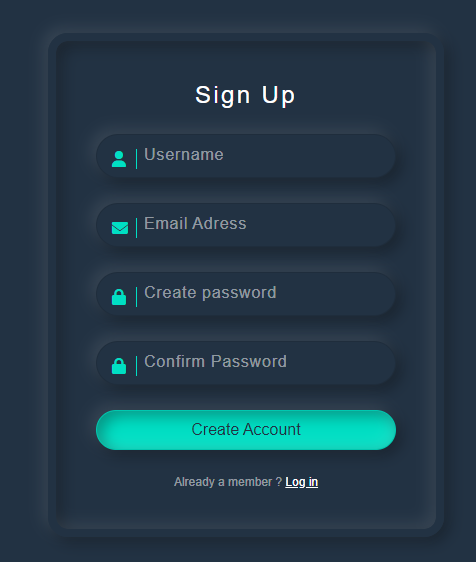 Sign Up
Username
Email Adress
Create password
Confirm Password
Create Account
Already a member ? Log in